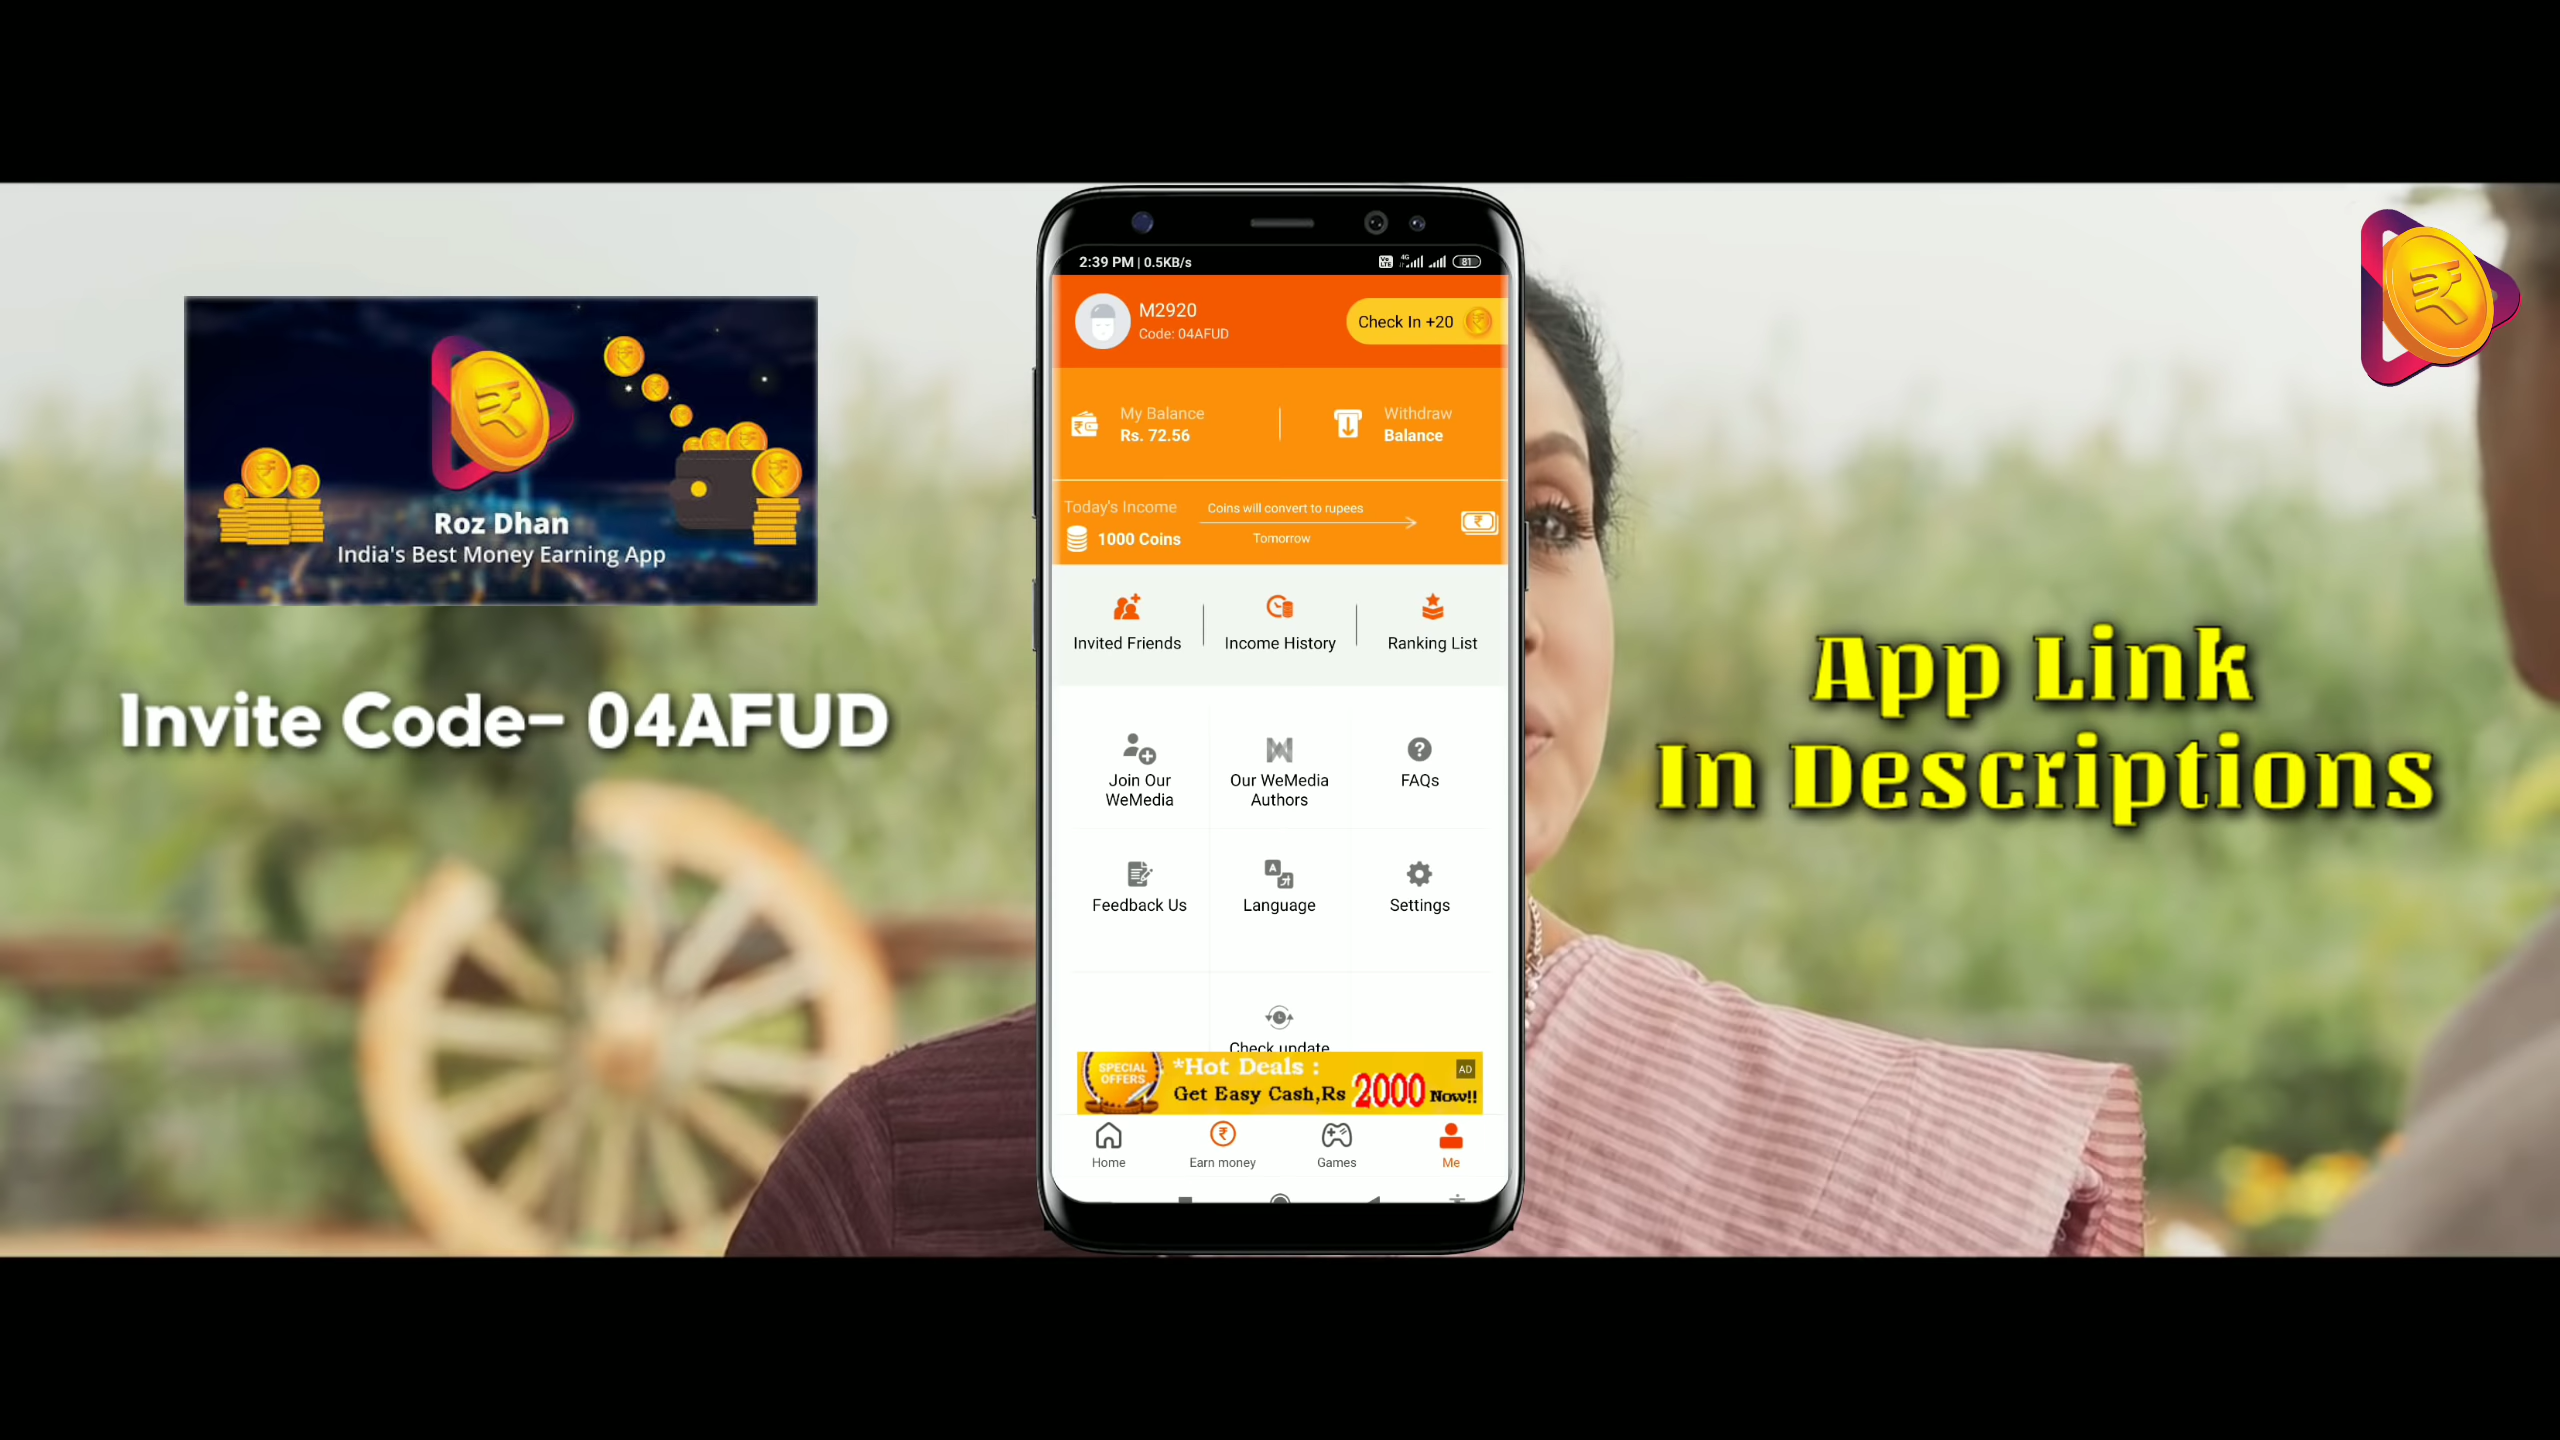 Roz Dhan
India's Best Money Earning App
Invite Code- 04AFUD
2:39 PM | 0.5KB/s
Vo LTE
4G
81
M2920
Code: 04AFUD
Check In +20
My Balance
Rs. 72.56
Withdraw
Balance
Today's Income
1000 Coins
Coins will convert to rupees
Tomorrow
Invited Friends
Income History
Ranking List
Join Our
WeMedia
Our WeMedia
Authors
FAQs
Feedback Us
Language
Settings
Check update
SPECIAL
OFFERS
*Hot Deals :
Get Easy Cash,Rs 2000 Now!!
AD
Home
Earn money
Games
Me
App Link
In Descriptions